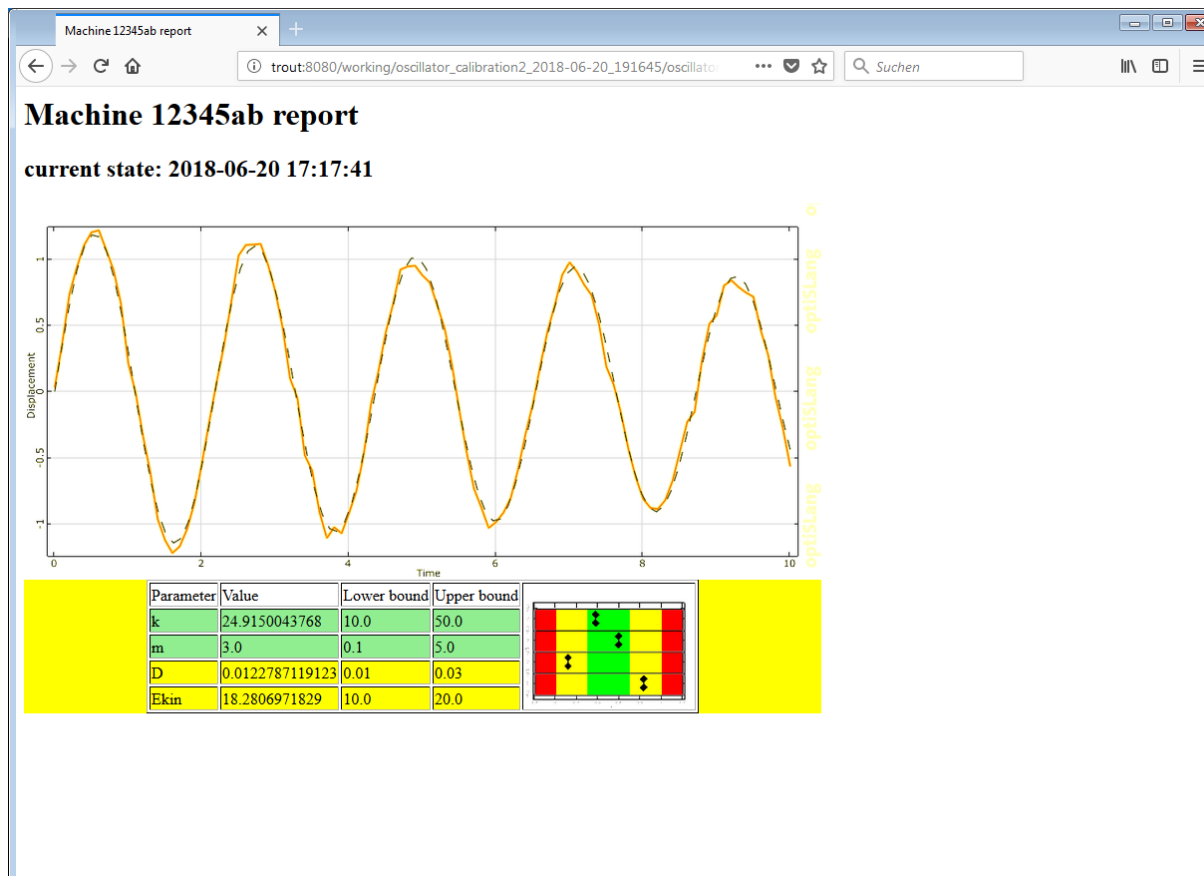 Machine 12345ab report
trout:8080/working/oscillator_calibration2_2018-06-20_191645/oscillator
Suchen
Machine 12345ab report
current state: 2018-06-20 17:17:41
Displacement
1
0.5
0
-0.5
-1
0 2 4 6 8 10
Time
optiSLang optiSLang optiSLang o
Parameter Value Lower bound Upper bound
k 24.9150043768 10.0 50.0
m 3.0 0.1 5.0
D 0.0122787119123 0.01 0.03
Ekin 18.2806971829 10.0 20.0